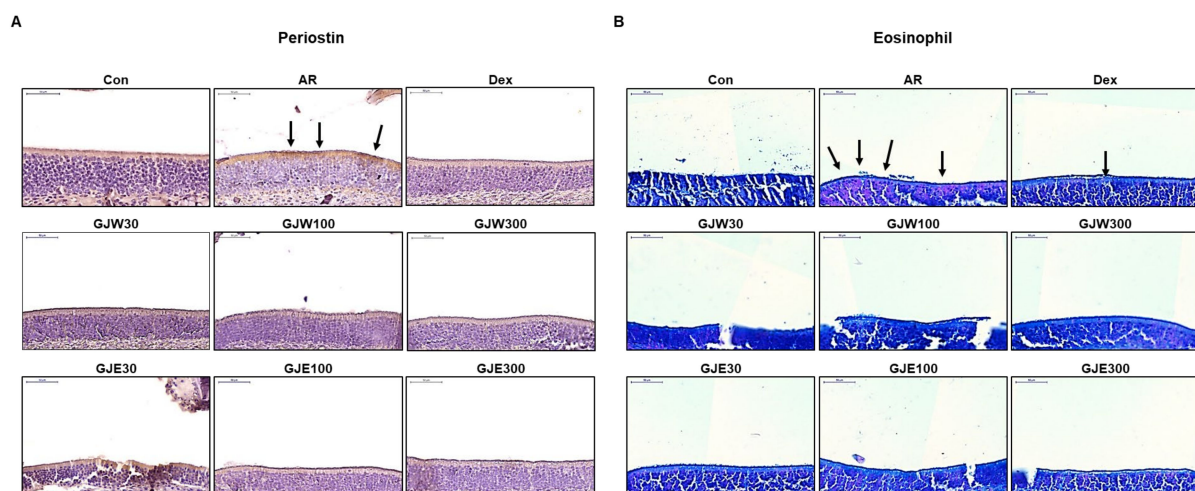 A
B
Periostin
Eosinophil
Con AR Dex
Con AR Dex
GJW30 GJW100 GJW300
GJW30 GJW100 GJW300
GJE30 GJE100 GJE300
GJE30 GJE100 GJE300